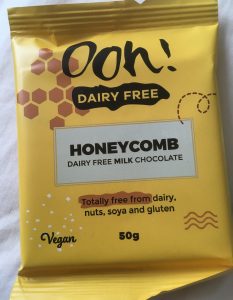 Ooh!
DAIRY FREE
HONEYCOMB
DAIRY FREE MILK CHOCOLATE
Totally free from dairy,
nuts, soya and gluten
Vegan
50g